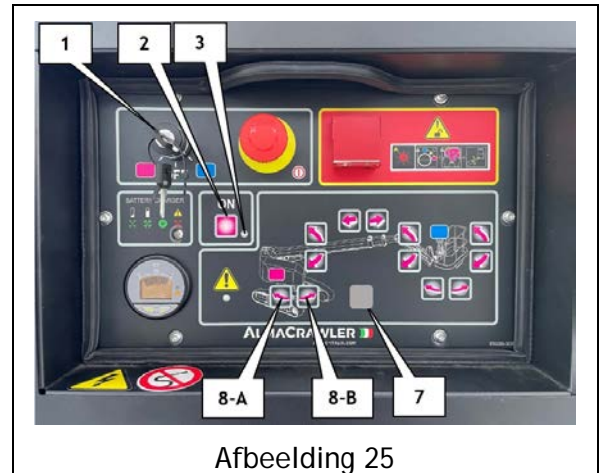 1
2
3
ON
BATTERY CHARGER
ALMACRAWLER
8-A
8-B
7
Afbeelding 25